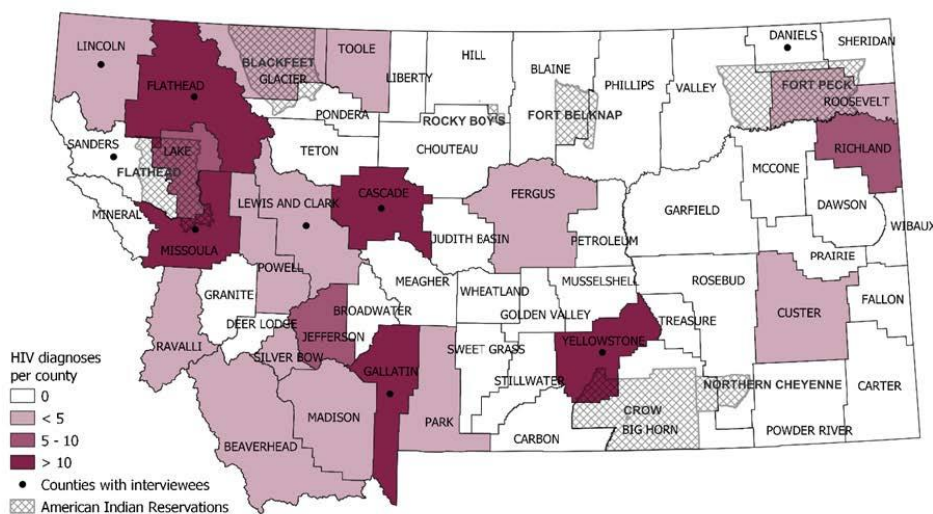 LINCOLN
FLATHEAD
BLACKFEET
GLACIER
TOOLE
LIBERTY
HILL
BLAINE
PHILLIPS
VALLEY
DANIELS
SHERIDAN
FORT PECK
ROOSEVELT
PONDERA
ROCKY BOY'S
FORT BELKNAP
RICHLAND
SANDERS
FLATHEAD
LAKE
TETON
CHOUTEAU
MCCONE
DAWSON
WIBAUX
MINERAL
MISSOULA
LEWIS AND CLARK
CASCADE
FERGUS
GARFIELD
JUDITH BASIN
PETROLEUM
PRAIRIE
POWELL
GRANITE
MEAGHER
WHEATLAND
MUSSELSHELL
ROSEBUD
FALLON
CUSTER
DEER LODGE
BROADWATER
GOLDEN VALLEY
TREASURE
RAVALLI
SILVER BOW
JEFFERSON
GALLATIN
SWEET GRASS
STILLWATER
YELLOWSTONE
NORTHERN CHEYENNE
CARTER
BEAVERHEAD
MADISON
PARK
CARBON
CROW
BIG HORN
POWDER RIVER
HIV diagnoses
per county
0
< 5
5 - 10
> 10
Counties with interviewees
American Indian Reservations